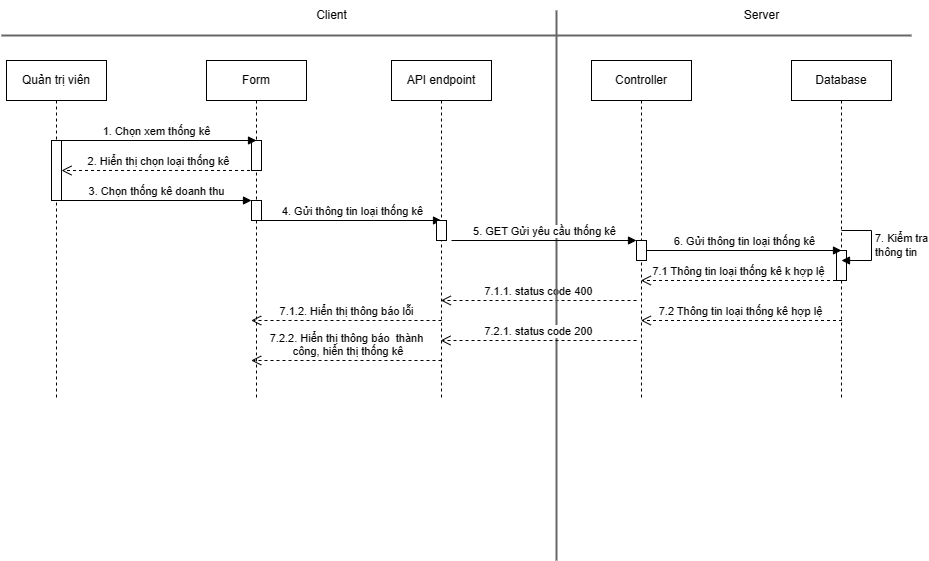 Client
Server
Quản trị viên
Form
API endpoint
Controller
Database
1. Chọn xem thống kê
2. Hiển thị chọn loại thống kê
3. Chọn thống kê doanh thu
4. Gửi thông tin loại thống kê
5. GET Gửi yêu cầu thống kê
6. Gửi thông tin loại thống kê
7. Kiểm tra
thông tin
7.1 Thông tin loại thống kê k hợp lệ
7.1.1. status code 400
7.1.2. Hiển thị thông báo lỗi
7.2 Thông tin loại thống kê hợp lệ
7.2.1. status code 200
7.2.2. Hiển thị thông báo thành
công, hiển thị thống kê